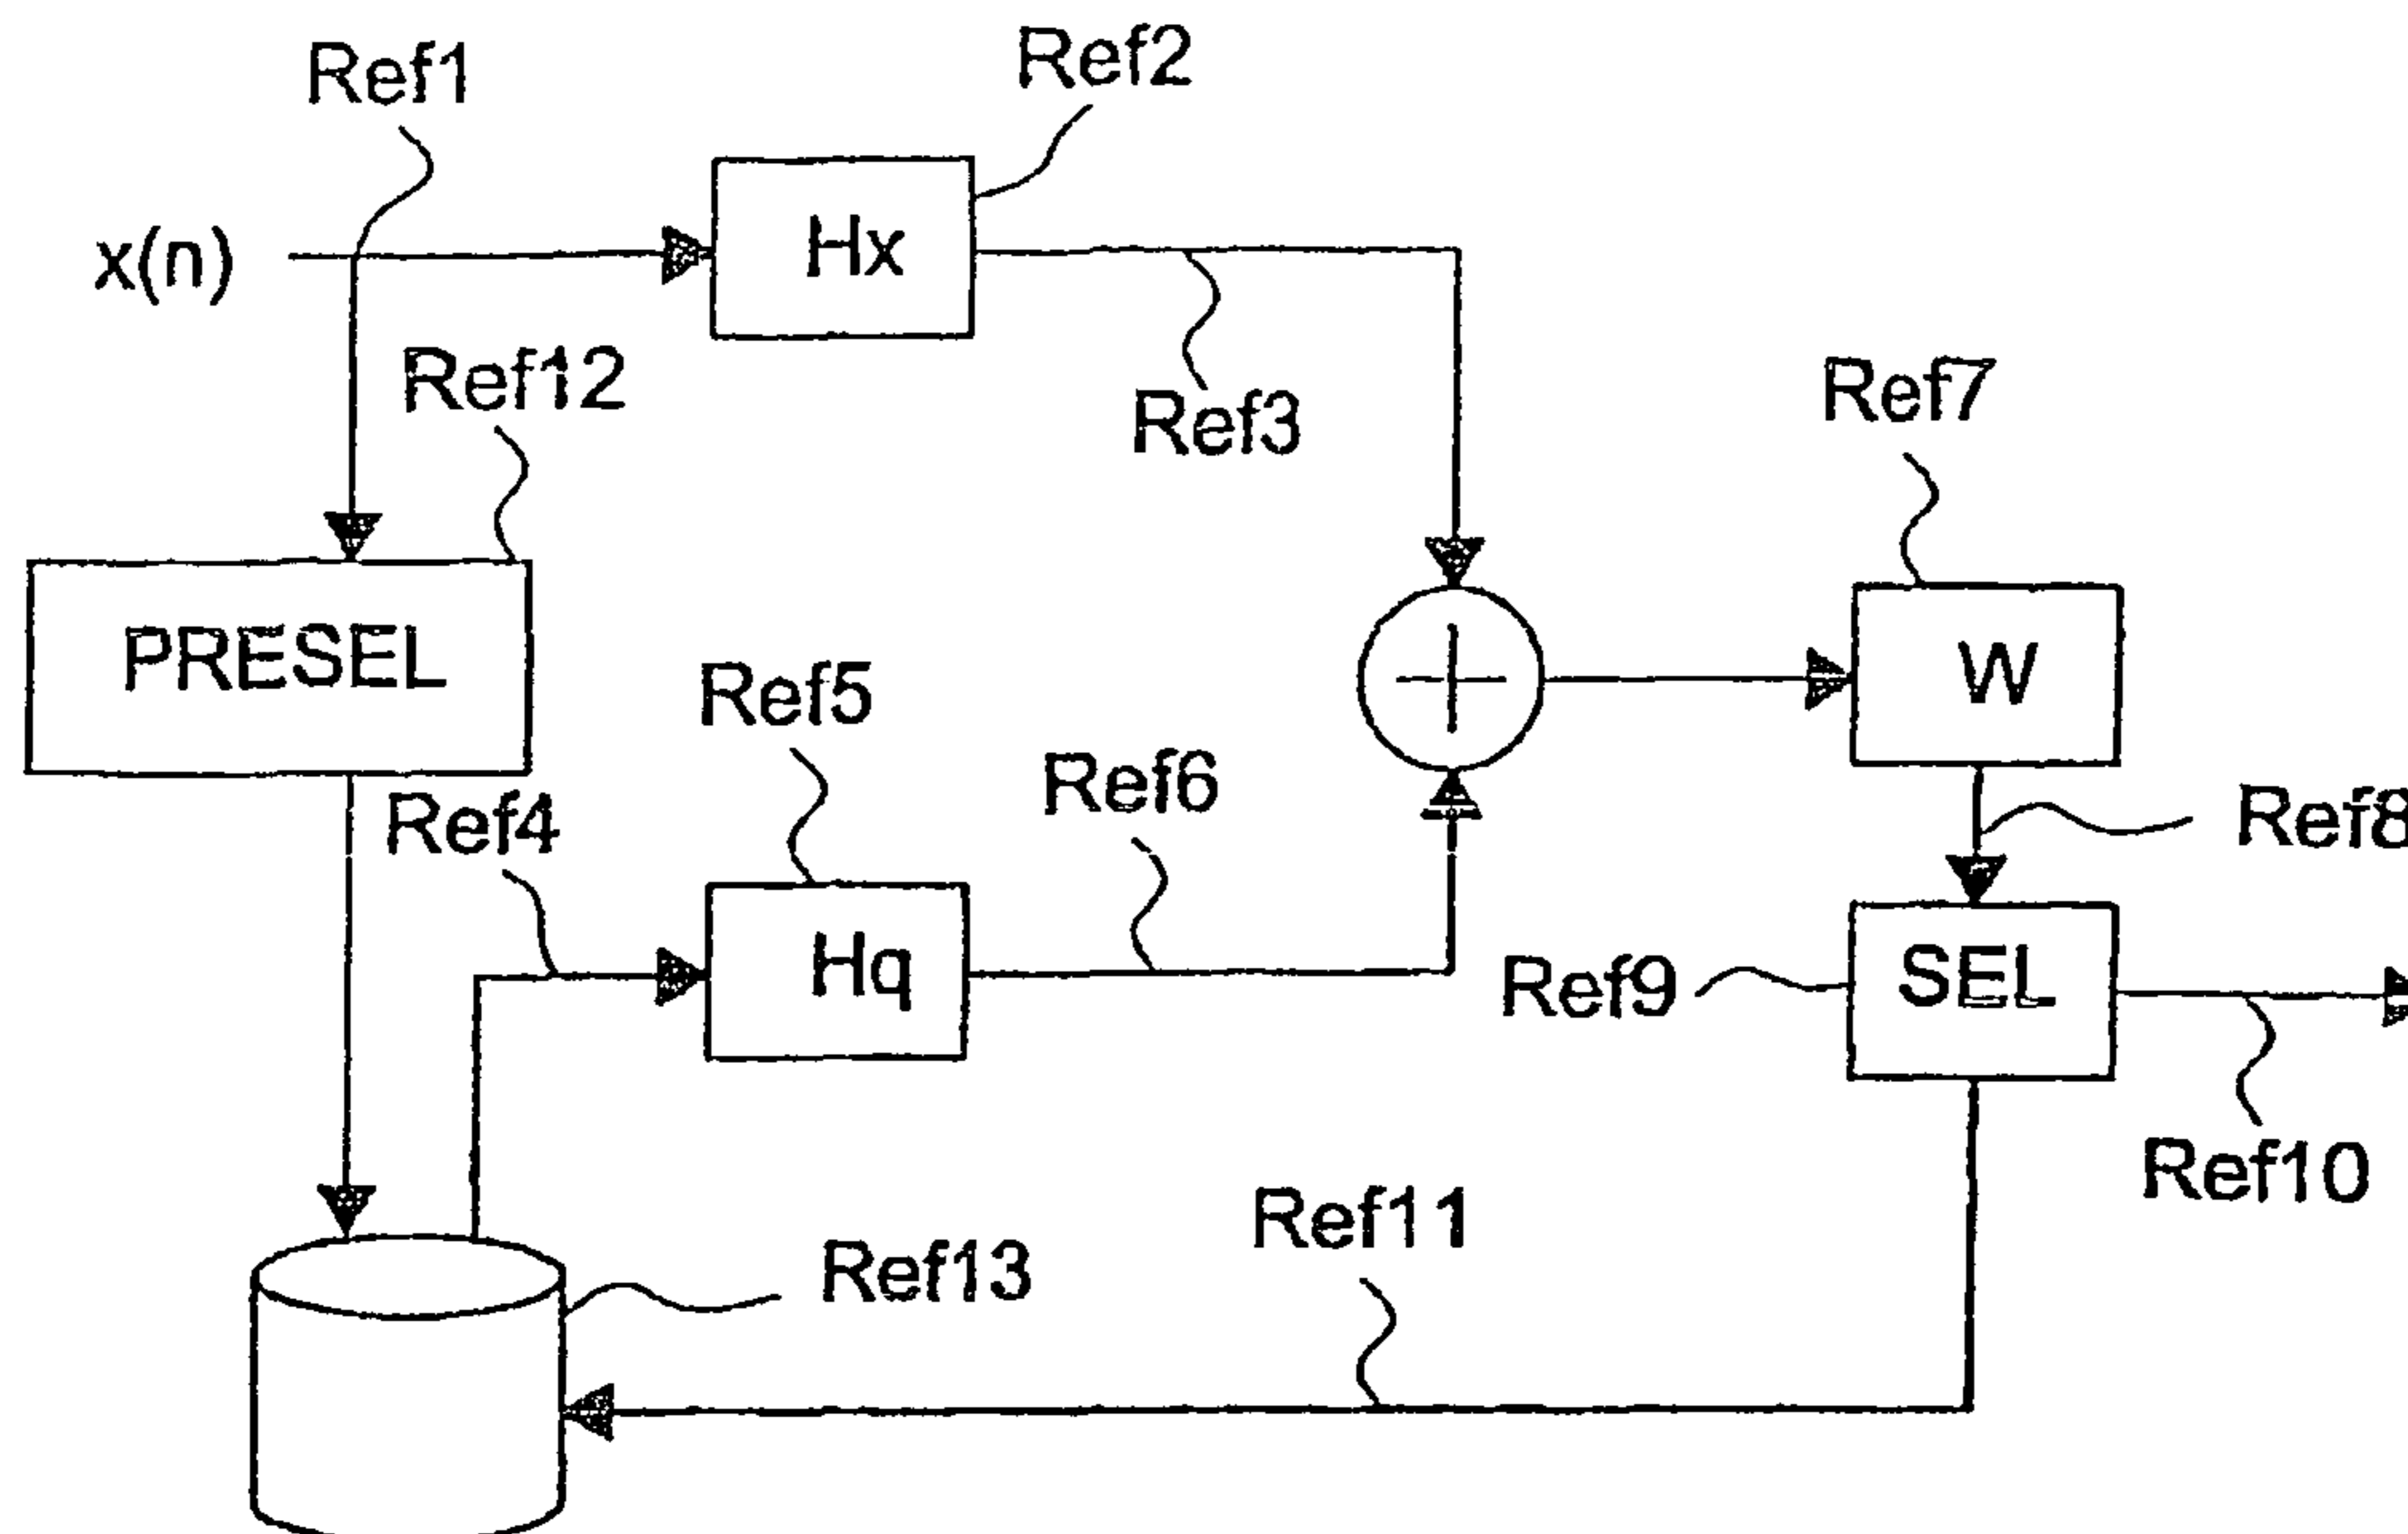 Ref1
Ref2
x(n)
Hx
Ref12
Ref3
Ref7
PRESEL
Ref5
W
Ref4
Ref6
Ref8
Hq
Ref9
SEL
Ref10
Ref11
Ref13